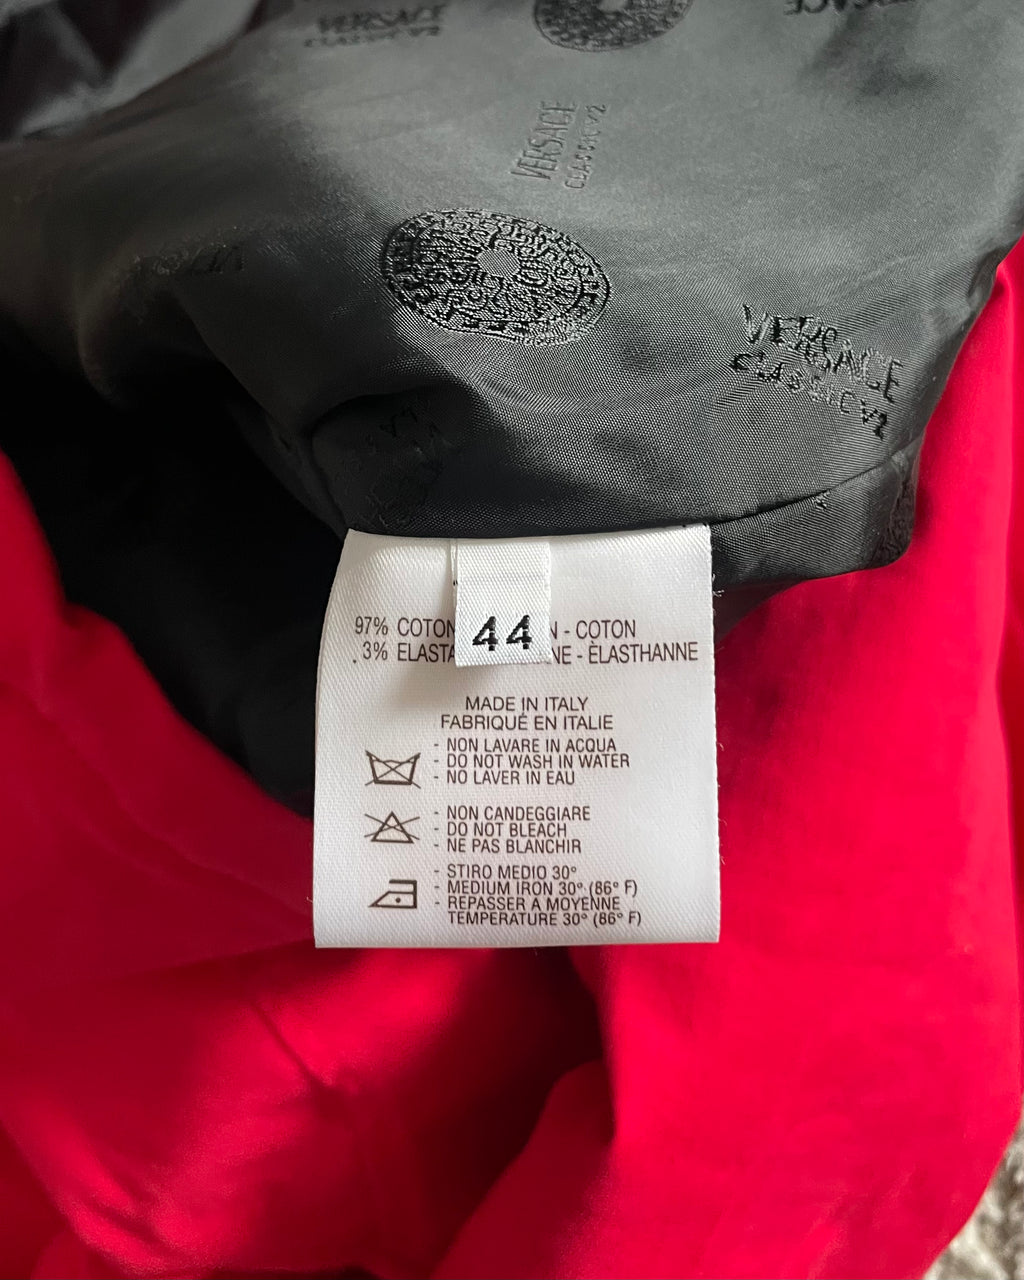 VERSACE
CLASSIC V2
VERSACE
CLASSIC V2
VERSACE
CLASSIC V2
44
97% COTON - COTON
3% ELASTA - ÈLASTHANNE
MADE IN ITALY
FABRIQUÉ EN ITALIE
- NON LAVARE IN ACQUA
- DO NOT WASH IN WATER
- NO LAVER IN EAU
- NON CANDEGGIARE
- DO NOT BLEACH
- NE PAS BLANCHIR
- STIRO MEDIO 30°
- MEDIUM IRON 30° (86° F)
- REPASSER A MOYENNE
TEMPERATURE 30° (86° F)